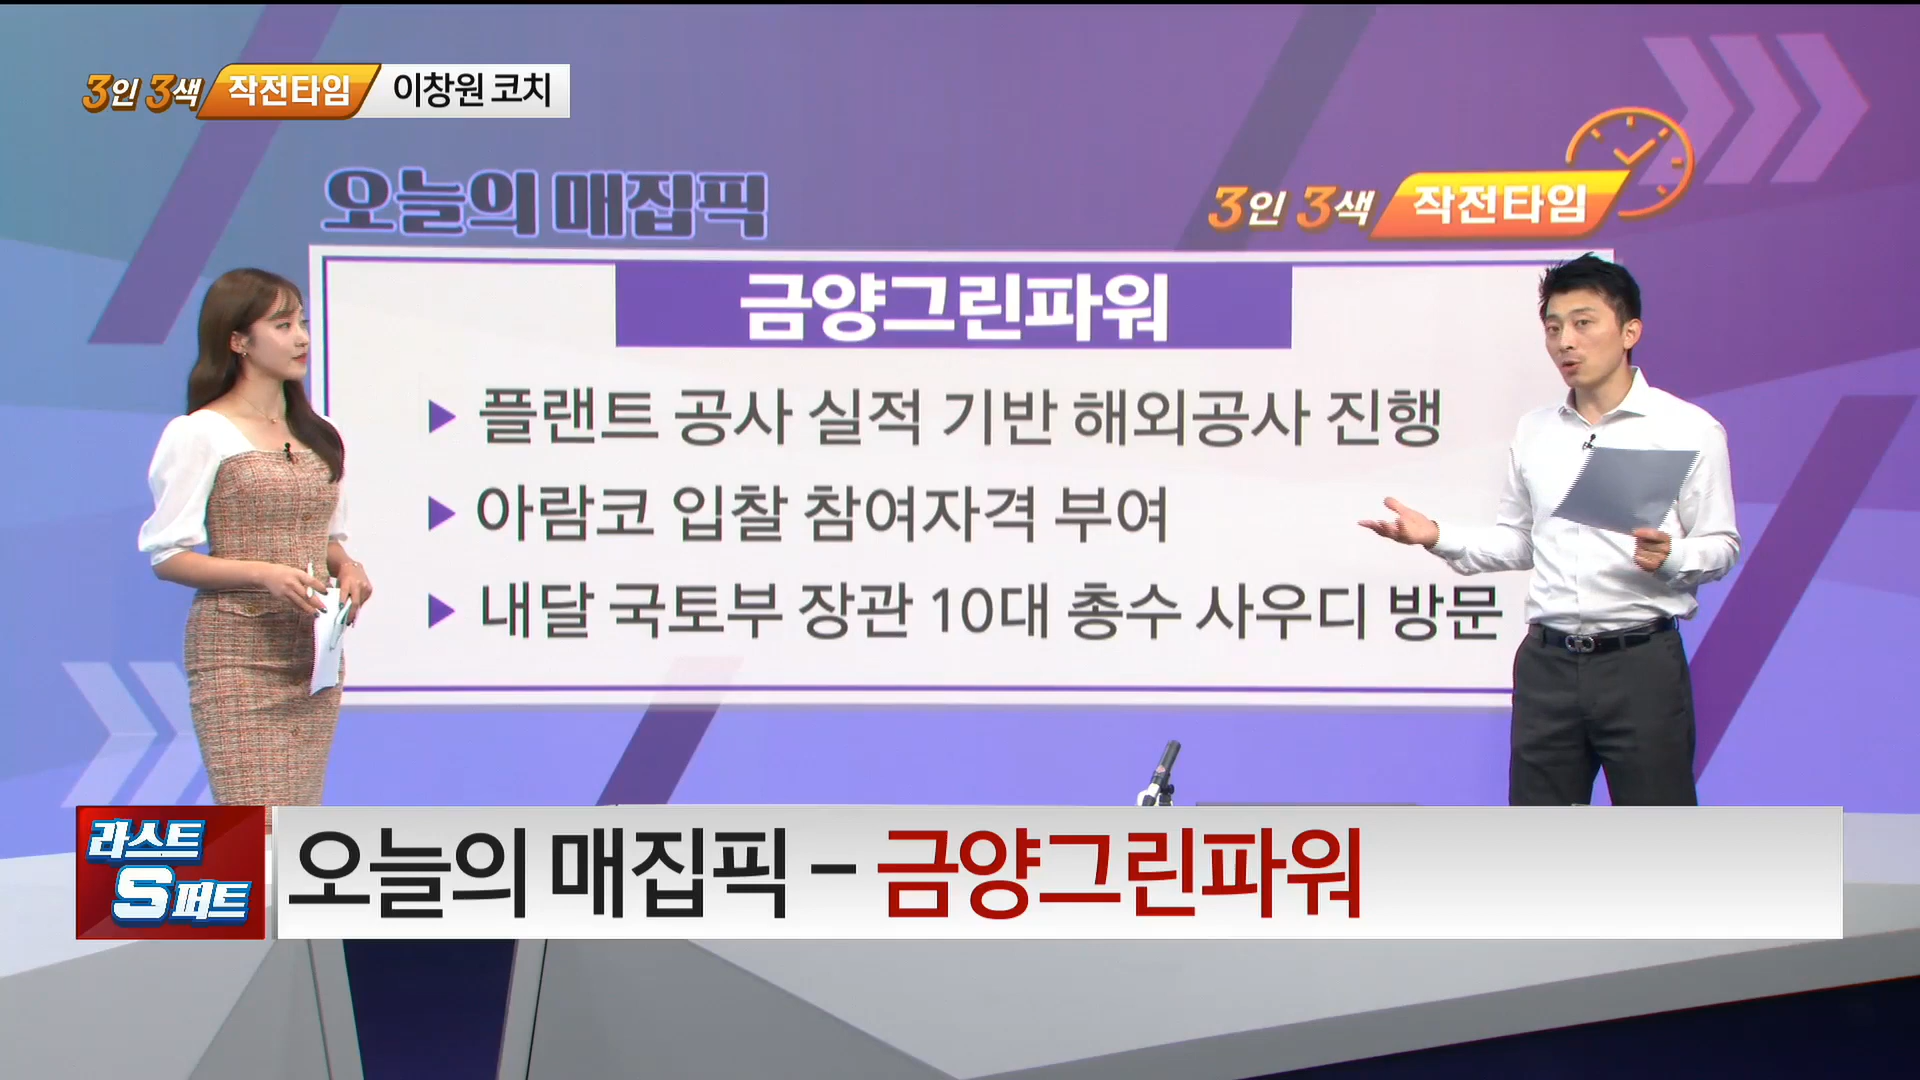 3인 3색 작전타임 이창원 코치
오늘의 매집픽
3인 3색 작전타임
금양그린파워
▶ 플랜트 공사 실적 기반 해외공사 진행
▶ 아람코 입찰 참여자격 부여
▶ 내달 국토부 장관 10대 총수 사우디 방문
라스트
S퍼트
오늘의 매집픽 - 금양그린파워